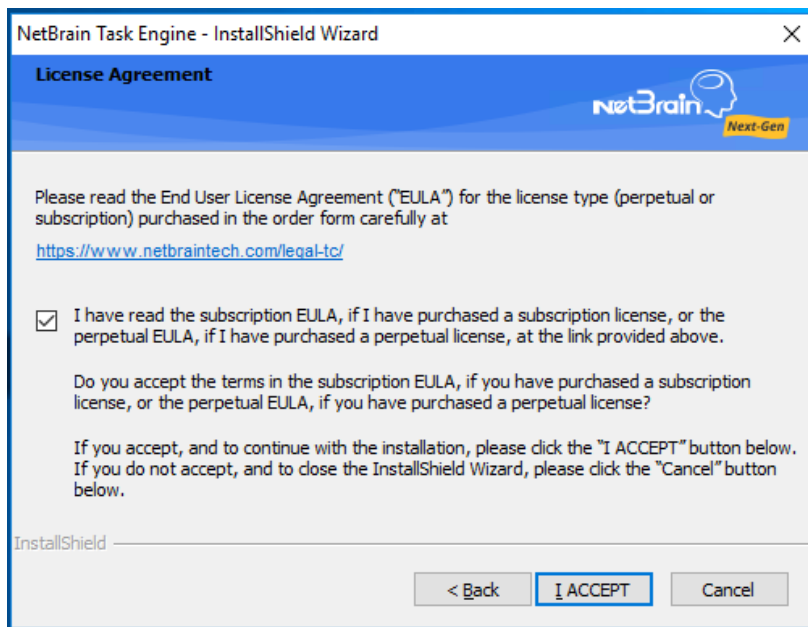 NetBrain Task Engine - InstallShield Wizard
License Agreement
NetBrain
Next-Gen
Please read the End User License Agreement (“EULA”) for the license type (perpetual or
subscription) purchased in the order form carefully at
https://www.netbraintech.com/legal-tc/
I have read the subscription EULA, if I have purchased a subscription license, or the
perpetual EULA, if I have purchased a perpetual license, at the link provided above.
Do you accept the terms in the subscription EULA, if you have purchased a subscription
license, or the perpetual EULA, if you have purchased a perpetual license?
If you accept, and to continue with the installation, please click the “I ACCEPT” button below.
If you do not accept, and to close the InstallShield Wizard, please click the “Cancel” button
below.
InstallShield
< Back
I ACCEPT
Cancel